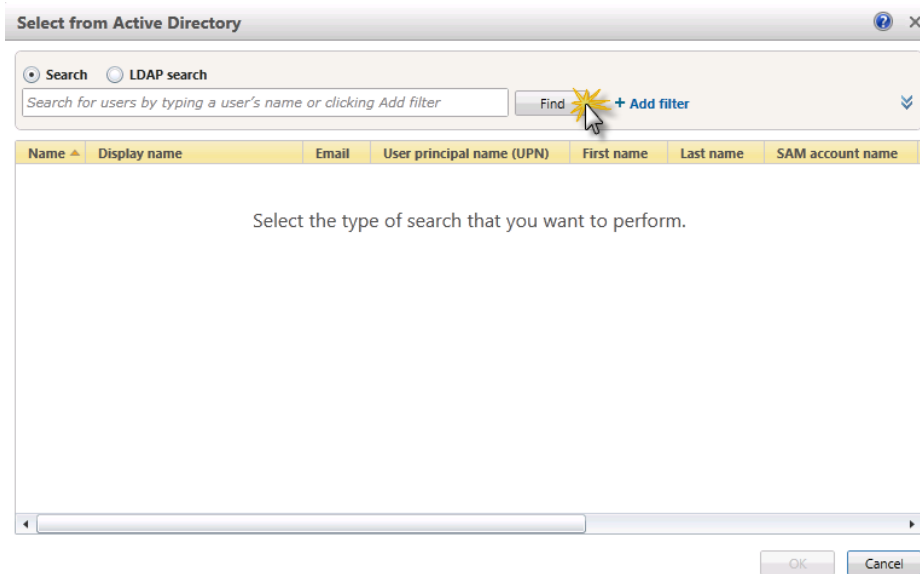 Select from Active Directory
Search LDAP search
Search for users by typing a user's name or clicking Add filter Find + Add filter
Name Display name Email User principal name (UPN) First name Last name SAM account name
Select the type of search that you want to perform.
OK Cancel